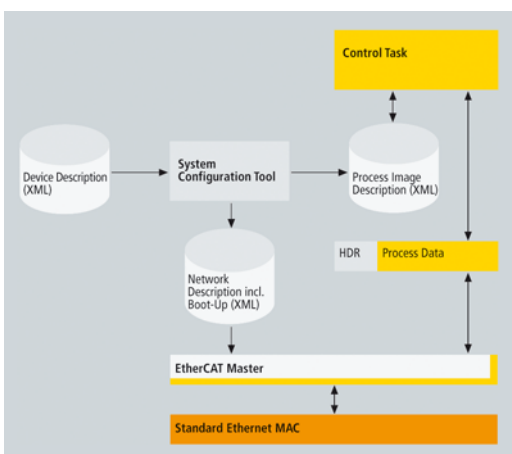 Control Task
Device Description
(XML)
System
Configuration Tool
Process Image
Description (XML)
HDR
Process Data
Network
Description incl.
Boot-Up (XML)
EtherCAT Master
Standard Ethernet MAC